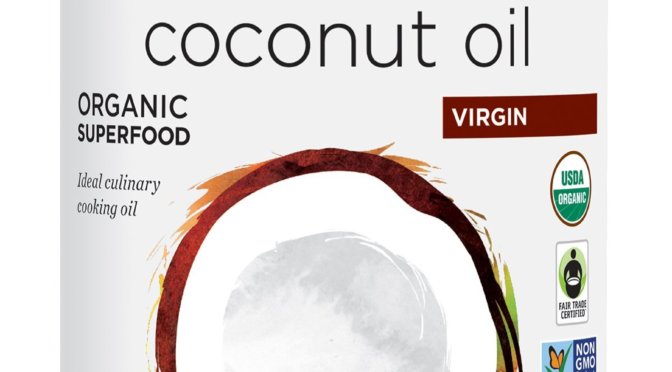 coconut oil
ORGANIC
SUPERFOOD
VIRGIN
Ideal culinary
cooking oil
USDA
ORGANIC
FAIR TRADE
CERTIFIED
NON
GMO